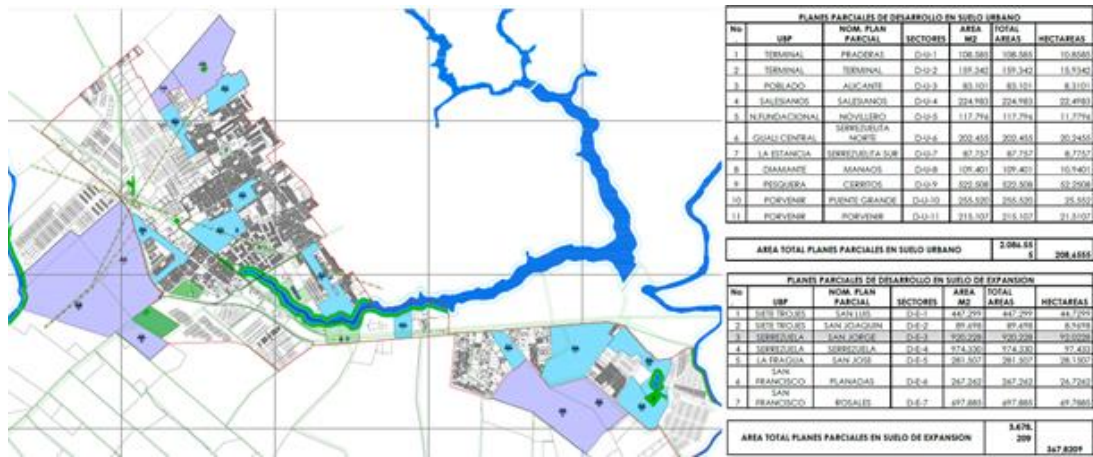 PLANES PARCIALES DE DESARROLLO EN SUELO URBANO
No. UBP NOM. PLAN PARCIAL SECTORES AREA M2 TOTAL AREAS HECTAREAS
1 TERMINAL PRADERAS D-U-1 108.585 108.585 10.8585
2 TERMINAL TERMINAL D-U-2 159.342 159.342 15.9342
3 POBLADO ALICANTE D-U-3 83.101 83.101 8.3101
4 SALESIANOS SALESIANOS D-U-4 224.983 224.983 22.4983
5 N.FUNDACIONAL NOVILLERO D-U-5 117.796 117.796 11.7796
6 GUALI CENTRAL SERREZUELITA NORTE D-U-6 202.455 202.455 20.2455
7 LA ESTANCIA SERREZUELITA SUR D-U-7 87.757 87.757 8.7757
8 DIAMANTE MANAOS D-U-8 109.401 109.401 10.9401
9 PESQUERA CERRITOS D-U-9 522.508 522.508 52.2508
10 PORVENIR PUENTE GRANDE D-U-10 255.520 255.520 25.552
11 PORVENIR PORVENIR D-U-11 215.107 215.107 21.5107
AREA TOTAL PLANES PARCIALES EN SUELO URBANO 2.086.555 208,6555
PLANES PARCIALES DE DESARROLLO EN SUELO DE EXPANSION
No UBP NOM. PLAN PARCIAL SECTORES AREA M2 TOTAL AREAS HECTAREAS
1 SIETE TROJES SAN LUIS D-E-1 447.299 447.299 44.7299
2 SIETE TROJES SAN JOAQUIN D-E-2 89.698 89.698 8.9698
3 SERREZUELA SAN JORGE D-E-3 920.228 920.228 92.0228
4 SERREZUELA SERREZUELA D-E-4 974.330 974.330 97.433
5 LA FRAGUA SAN JOSE D-E-5 281.507 281.507 28.1507
6 SAN FRANCISCO PLANADAS D-E-6 267.262 267.262 26.7262
7 SAN FRANCISCO ROSALES D-E-7 697.885 697.885 69.7885
AREA TOTAL PLANES PARCIALES EN SUELO DE EXPANSION 3.678.209 367,8209